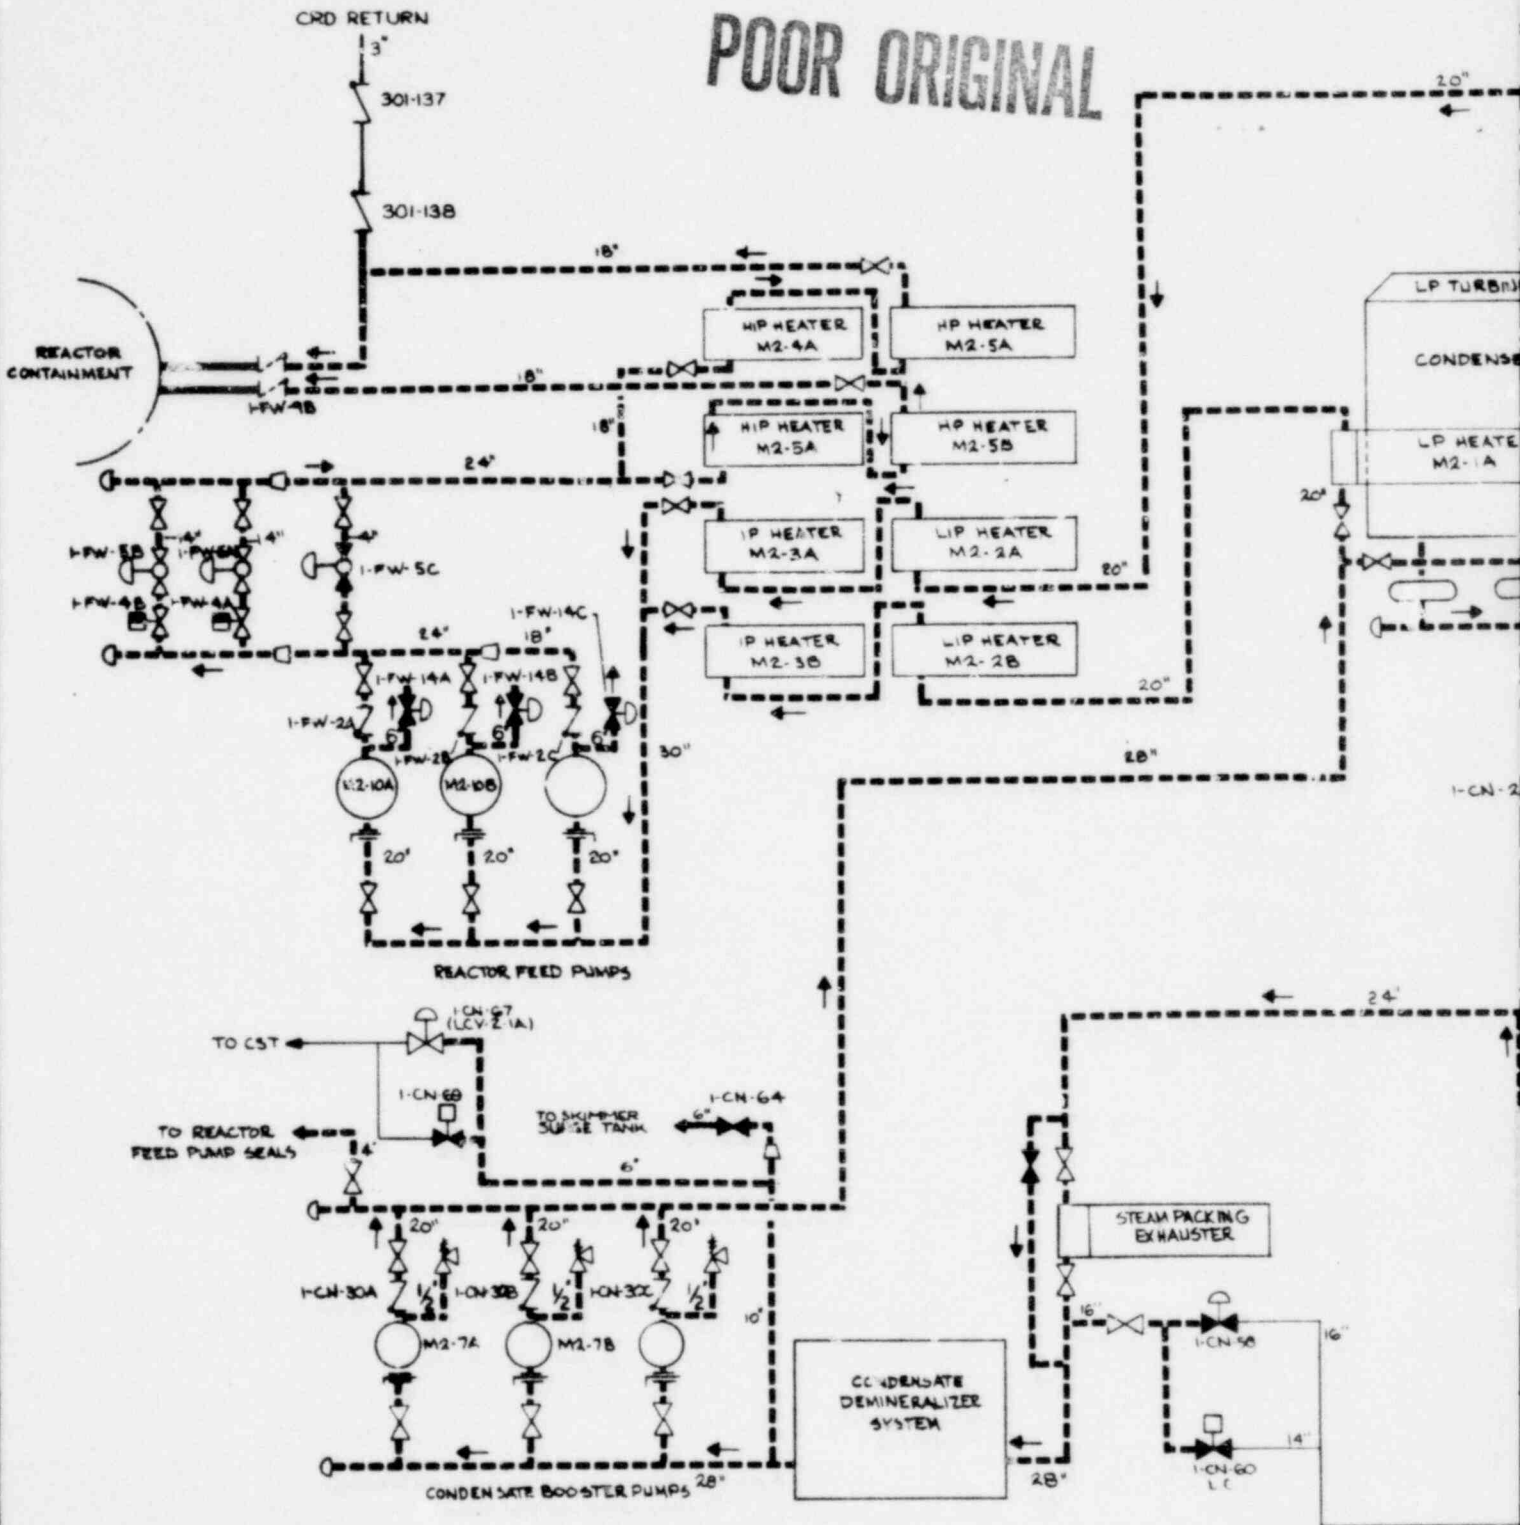 CRD RETURN
3"
POOR ORIGINAL
20"
301-137
301-138
18"
LP TURBIN
HIP HEATER
M2-4A
HP HEATER
M2-5A
REACTOR
CONTAINMENT
CONDENSE
18"
1-FW-9B
18"
HIP HEATER
M2-5A
HP HEATER
M2-5B
LP HEATE
M2-1A
24"
20"
4"
4"
4"
1-FW-5B
1-FW-5C
IP HEATER
M2-3A
LIP HEATER
M2-2A
20"
1-FW-4B
1-FW-4A
1-FW-14C
24"
18"
IP HEATER
M2-3B
LIP HEATER
M2-2B
1-FW-14A
1-FW-14B
20"
1-FW-2A
6"
6"
6"
1-FW-2B
1-FW-2C
30"
28"
M2-10A
M2-10B
1-CN-2
20"
20"
20"
REACTOR FEED PUMPS
24'
1-CN-67
(LCV-2-1A)
TO CST
1-CN-68
1-CN-64
TO SKIMMER
SURGE TANK
6"
TO REACTOR
FEED PUMP SEALS
4'
6"
20"
20"
20'
STEAM PACKING
EXHAUSTER
1-CN-30A
1/2"
1-CN-30B
1/2"
1-CN-30C
1/2"
10"
16"
1-CN-58
16"
M2-7A
M2-7B
CONDENSATE
DEMINERALIZER
SYSTEM
14"
1-CN-60
28"
28"
CONDENSATE BOOSTER PUMPS